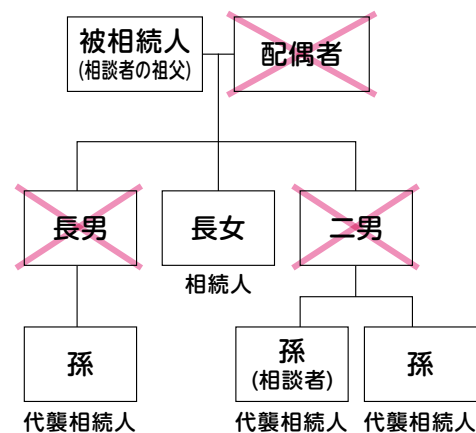 被相続人
(相談者の祖父)
配偶者
長男
長女
二男
相続人
孫
孫
(相談者)
孫
代襲相続人
代襲相続人
代襲相続人